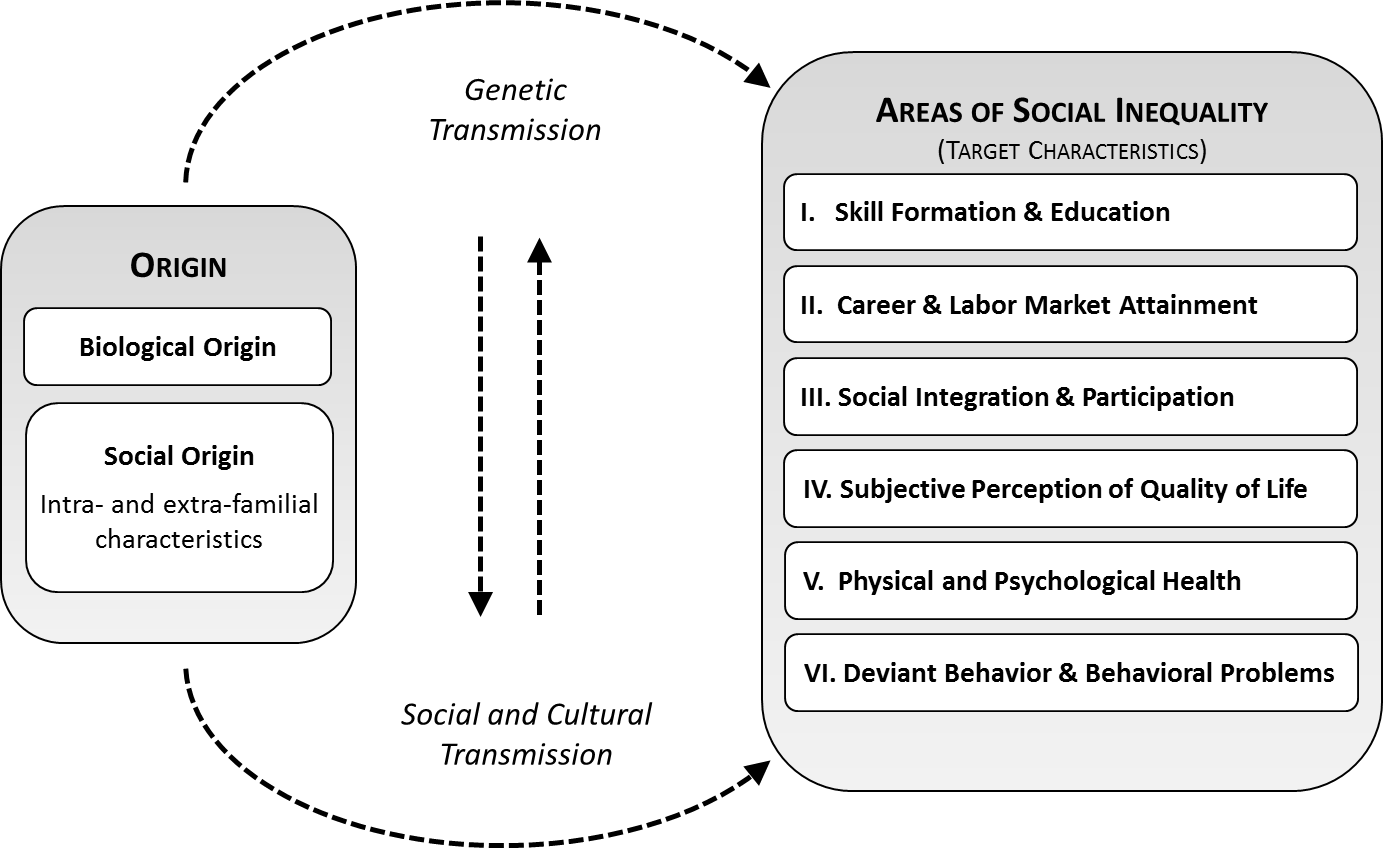 Genetic
Transmission
ORIGIN
Biological Origin
Social Origin
Intra- and extra-familial
characteristics
Social and Cultural
Transmission
AREAS OF SOCIAL INEQUALITY
(TARGET CHARACTERISTICS)
I. Skill Formation & Education
II. Career & Labor Market Attainment
III. Social Integration & Participation
IV. Subjective Perception of Quality of Life
V. Physical and Psychological Health
VI. Deviant Behavior & Behavioral Problems